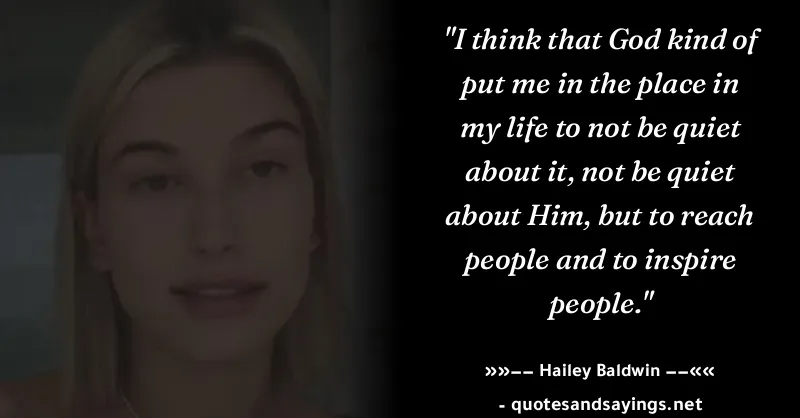 "I think that God kind of
put me in the place in
my life to not be quiet
about it, not be quiet
about Him, but to reach
people and to inspire
people."
»»−− Hailey Baldwin −−««
- quotesandsayings.net